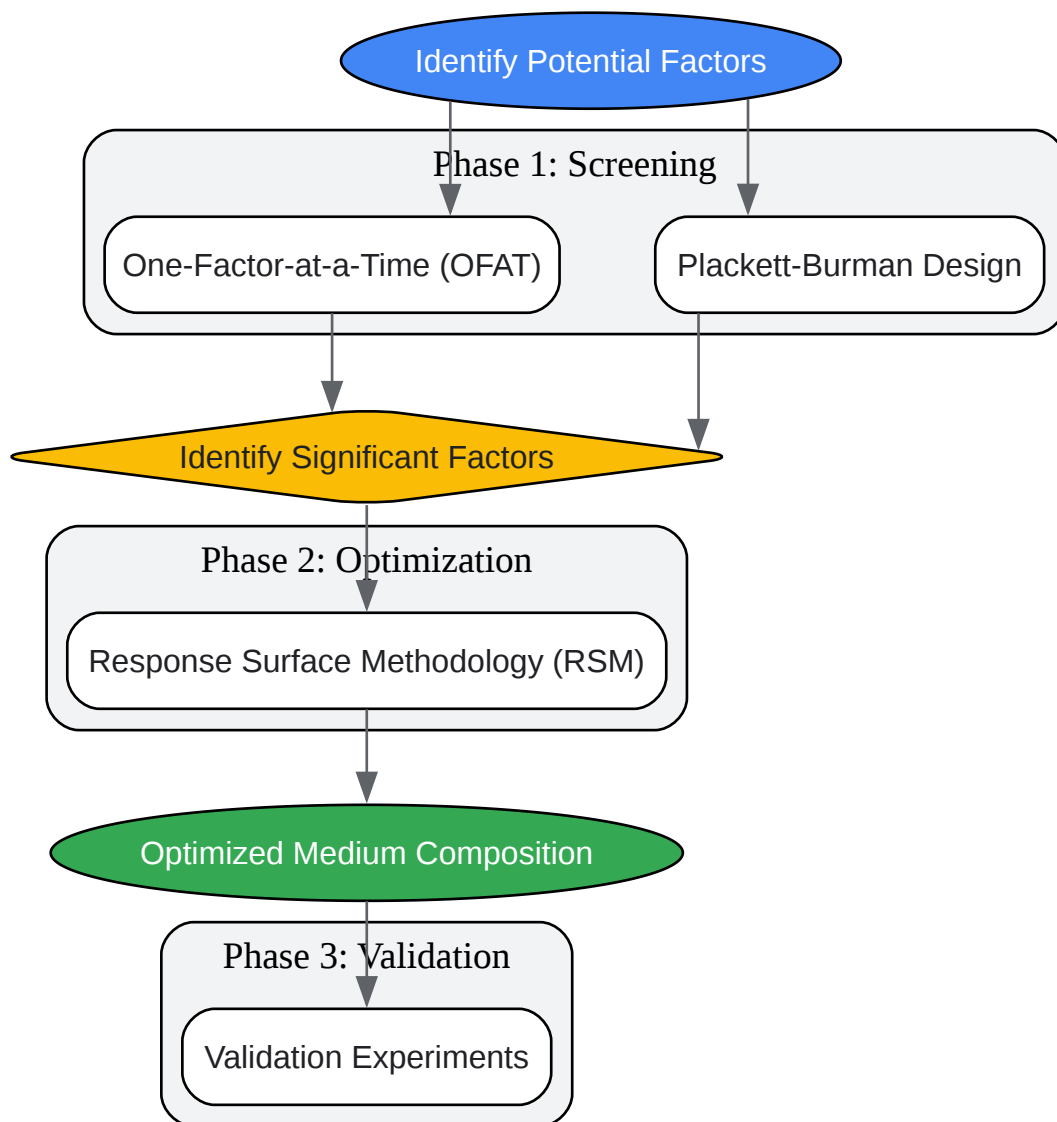 Identify Potential Factors
Phase 1: Screening
One-Factor-at-a-Time (OFAT)
Plackett-Burman Design
Identify Significant Factors
Phase 2: Optimization
Response Surface Methodology (RSM)
Optimized Medium Composition
Phase 3: Validation
Validation Experiments